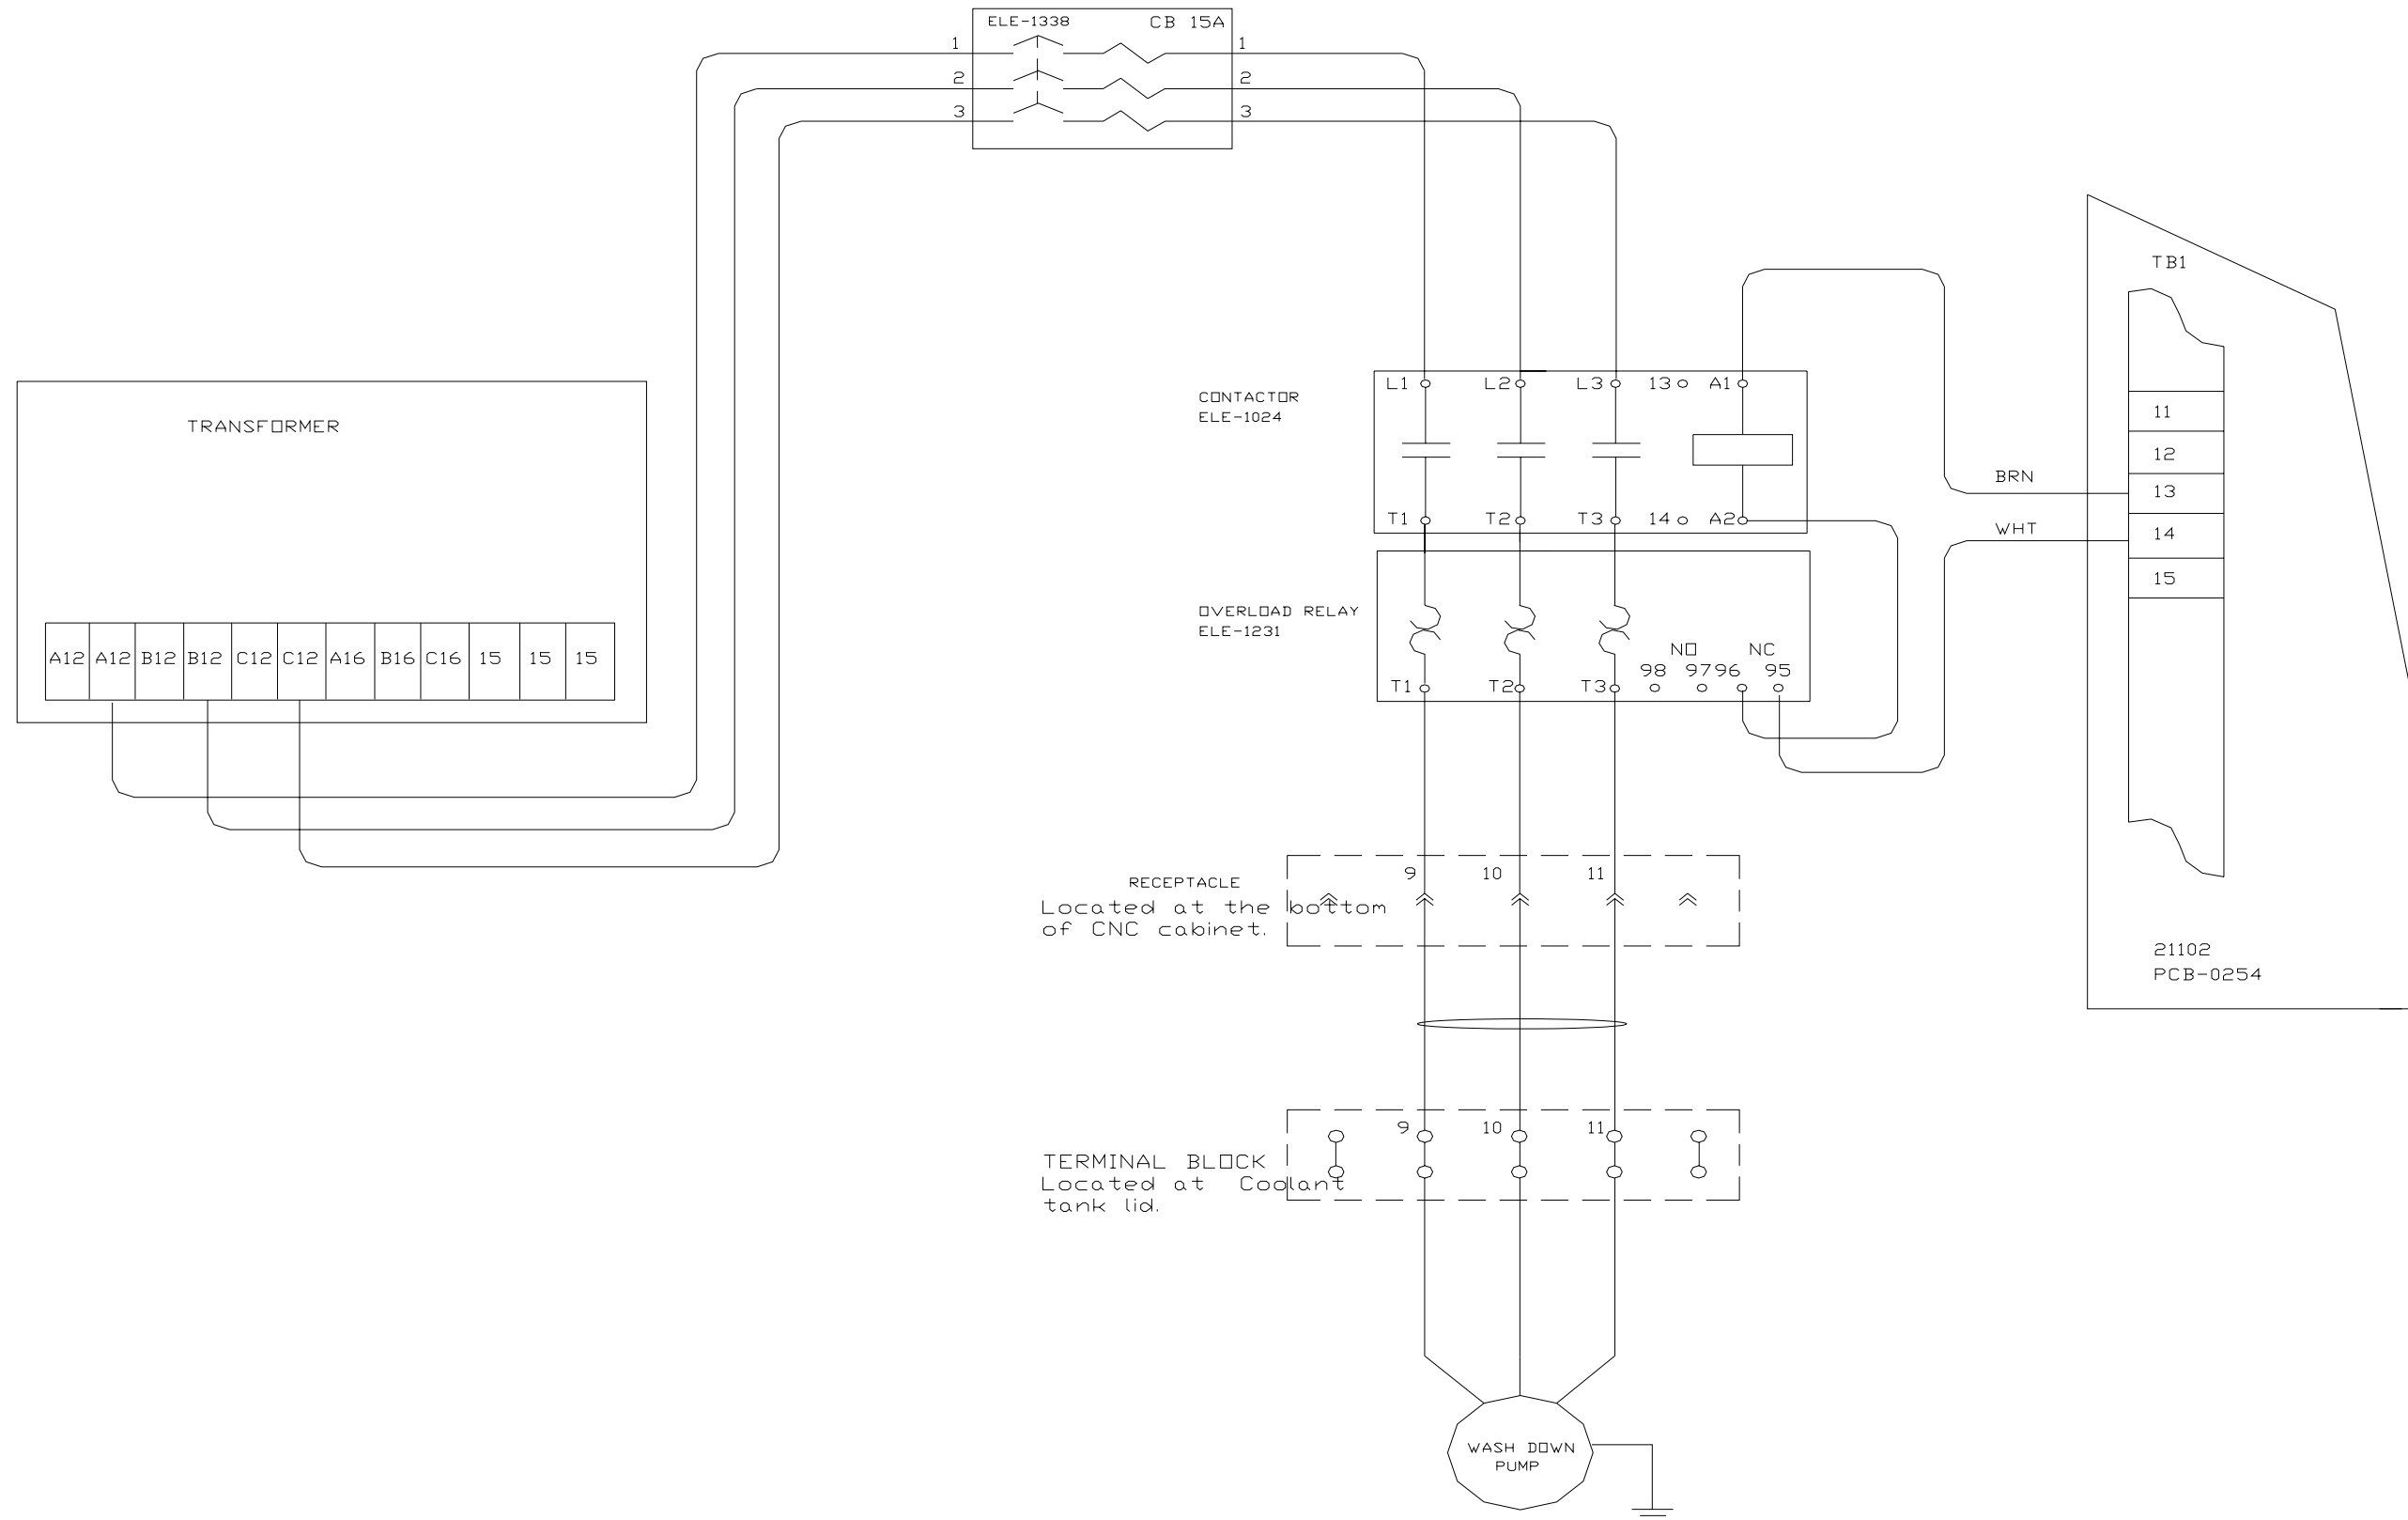 ELE-1338 CB 15A
1 1
2 2
3 3
TB1
CONTACTOR
ELE-1024
L1 L2 L3 13 A1
T1 T2 T3 14 A2
TRANSFORMER
A12 A12 B12 B12 C12 C12 A16 B16 C16 15 15 15
11
12
13
14
15
BRN
WHT
OVERLOAD RELAY
ELE-1231
NO NC
98 97 96 95
T1 T2 T3
RECEPTACLE
Located at the bottom
of CNC cabinet.
9 10 11
21102
PCB-0254
9 10 11
TERMINAL BLOCK
Located at Coolant
tank lid.
WASH DOWN
PUMP